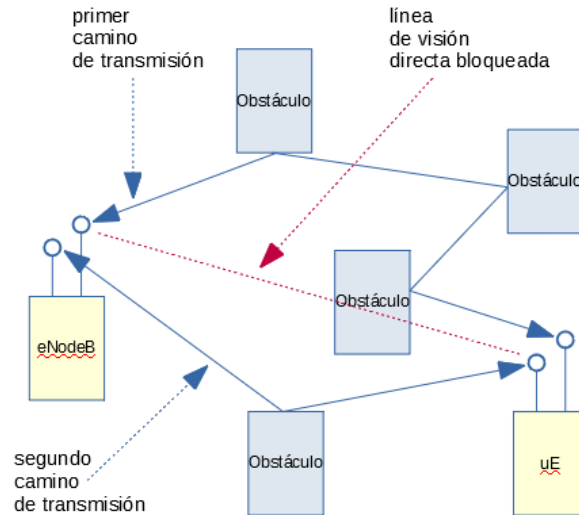 primer
camino
de transmisión
línea
de visión
directa bloqueada
Obstáculo
Obstáculo
Obstáculo
eNodeB
Obstáculo
uE
segundo
camino
de transmisión